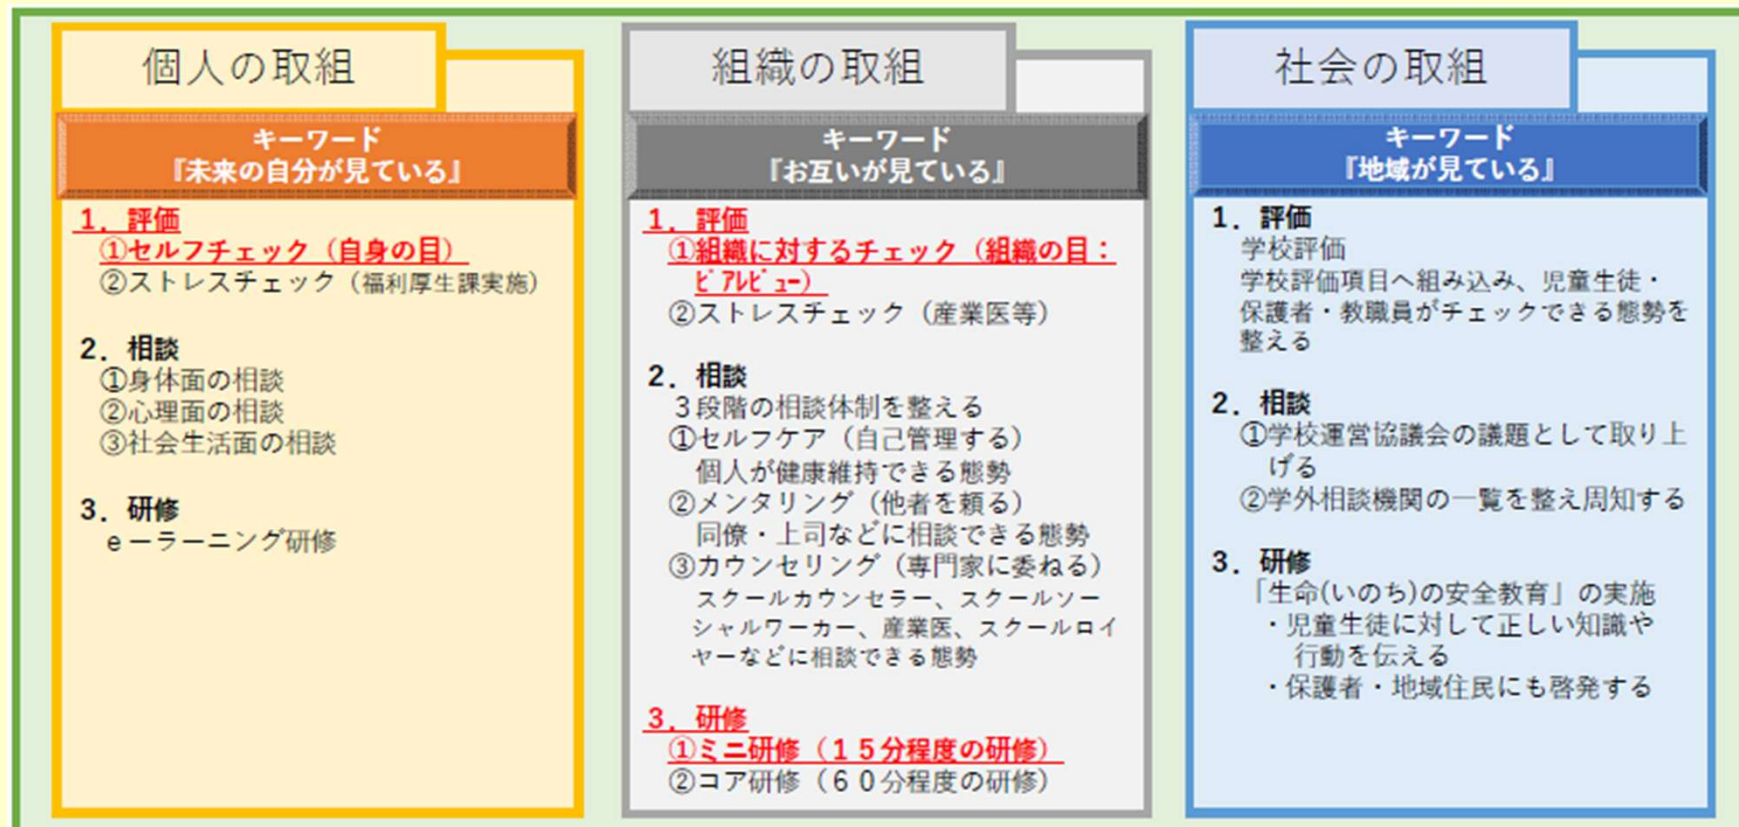 個人の取組
キーワード
『未来の自分が見ている』
1．評価
①セルフチェック（自身の目）
②ストレスチェック（福利厚生課実施）
2．相談
①身体面の相談
②心理面の相談
③社会生活面の相談
3．研修
ｅーラーニング研修
組織の取組
キーワード
『お互いが見ている』
1．評価
①組織に対するチェック（組織の目：
ﾋﾟｱﾚﾋﾞｭｰ）
②ストレスチェック（産業医等）
2．相談
３段階の相談体制を整える
①セルフケア（自己管理する）
個人が健康維持できる態勢
②メンタリング（他者を頼る）
同僚・上司などに相談できる態勢
③カウンセリング（専門家に委ねる）
スクールカウンセラー、スクールソー
シャルワーカー、産業医、スクールロイ
ヤーなどに相談できる態勢
3．研修
①ミニ研修（１５分程度の研修）
②コア研修（６０分程度の研修）
社会の取組
キーワード
『地域が見ている』
1．評価
学校評価
学校評価項目へ組み込み、児童生徒・
保護者・教職員がチェックできる態勢を
整える
2．相談
①学校運営協議会の議題として取り上
げる
②学外相談機関の一覧を整え周知する
3．研修
「生命(いのち)の安全教育」の実施
・児童生徒に対して正しい知識や
行動を伝える
・保護者・地域住民にも啓発する